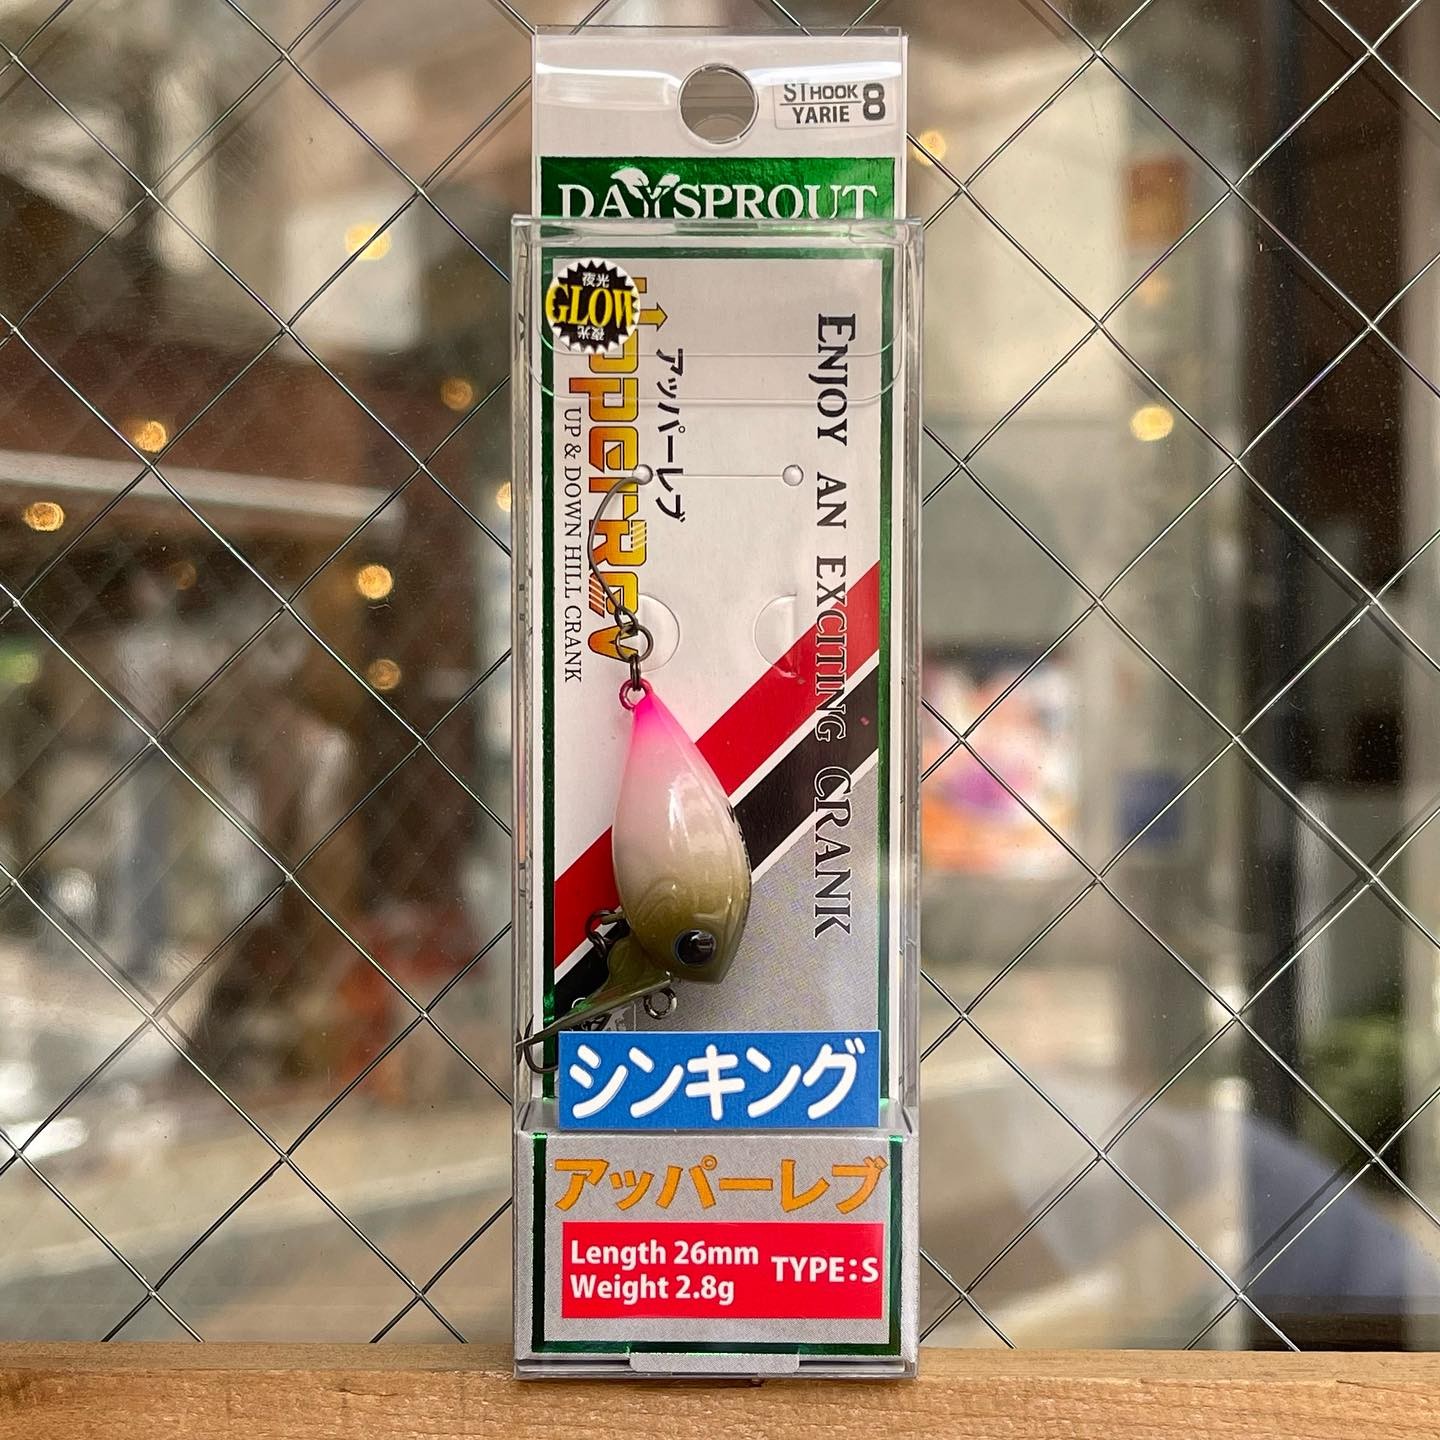 ST HOOK 8
YARIE
DAYSPROUT
夜光
GLOW
夜光
UpperRev
アッパーレブ
UP & DOWN HILL CRANK
ENJOY AN EXCITING CRANK
シンキング
アッパーレブ
Length 26mm
Weight 2.8g
TYPE:S